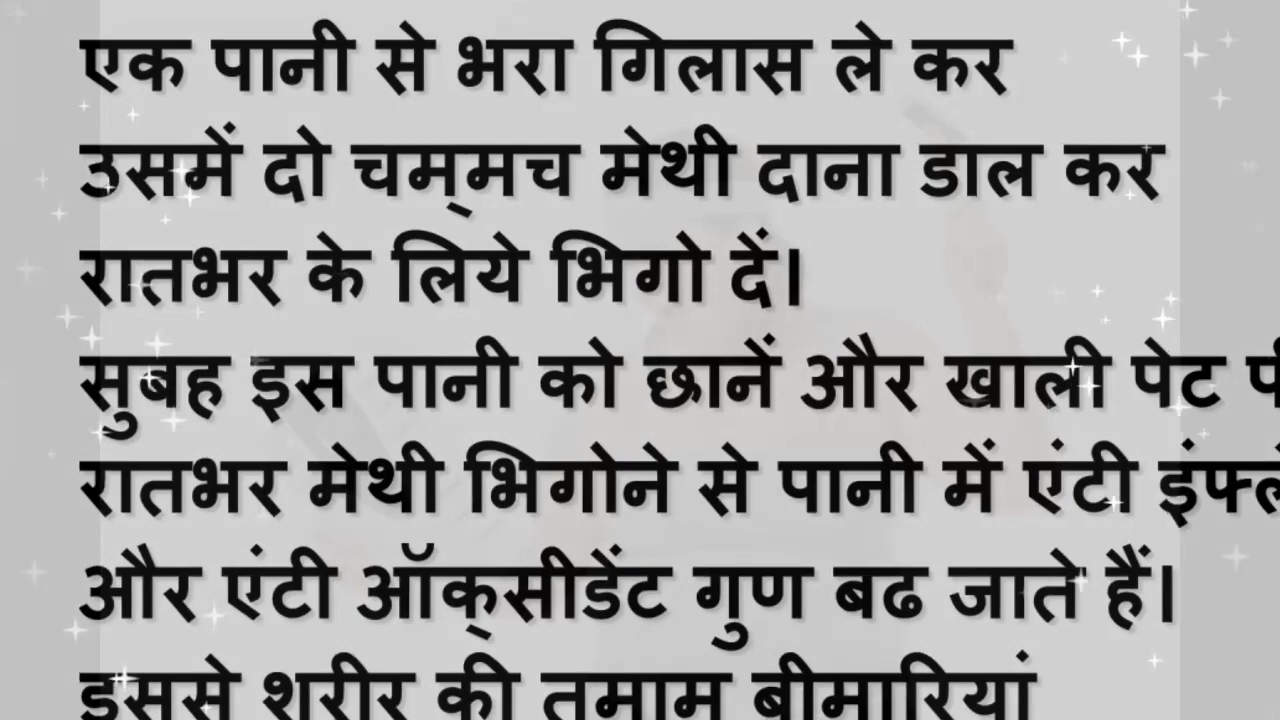 एक पानी से भरा गिलास ले कर
उसमें दो चम्‍मच मेथी दाना डाल कर
रातभर के लिये भिगो दें।
सुबह इस पानी को छानें और खाली पेट
रातभर मेथी भिगोने से पानी में एंटी
और एंटी ऑक्‍सीडेंट गुण बढ जाते हैं।
इससे शरीर की तमाम बीमारियां